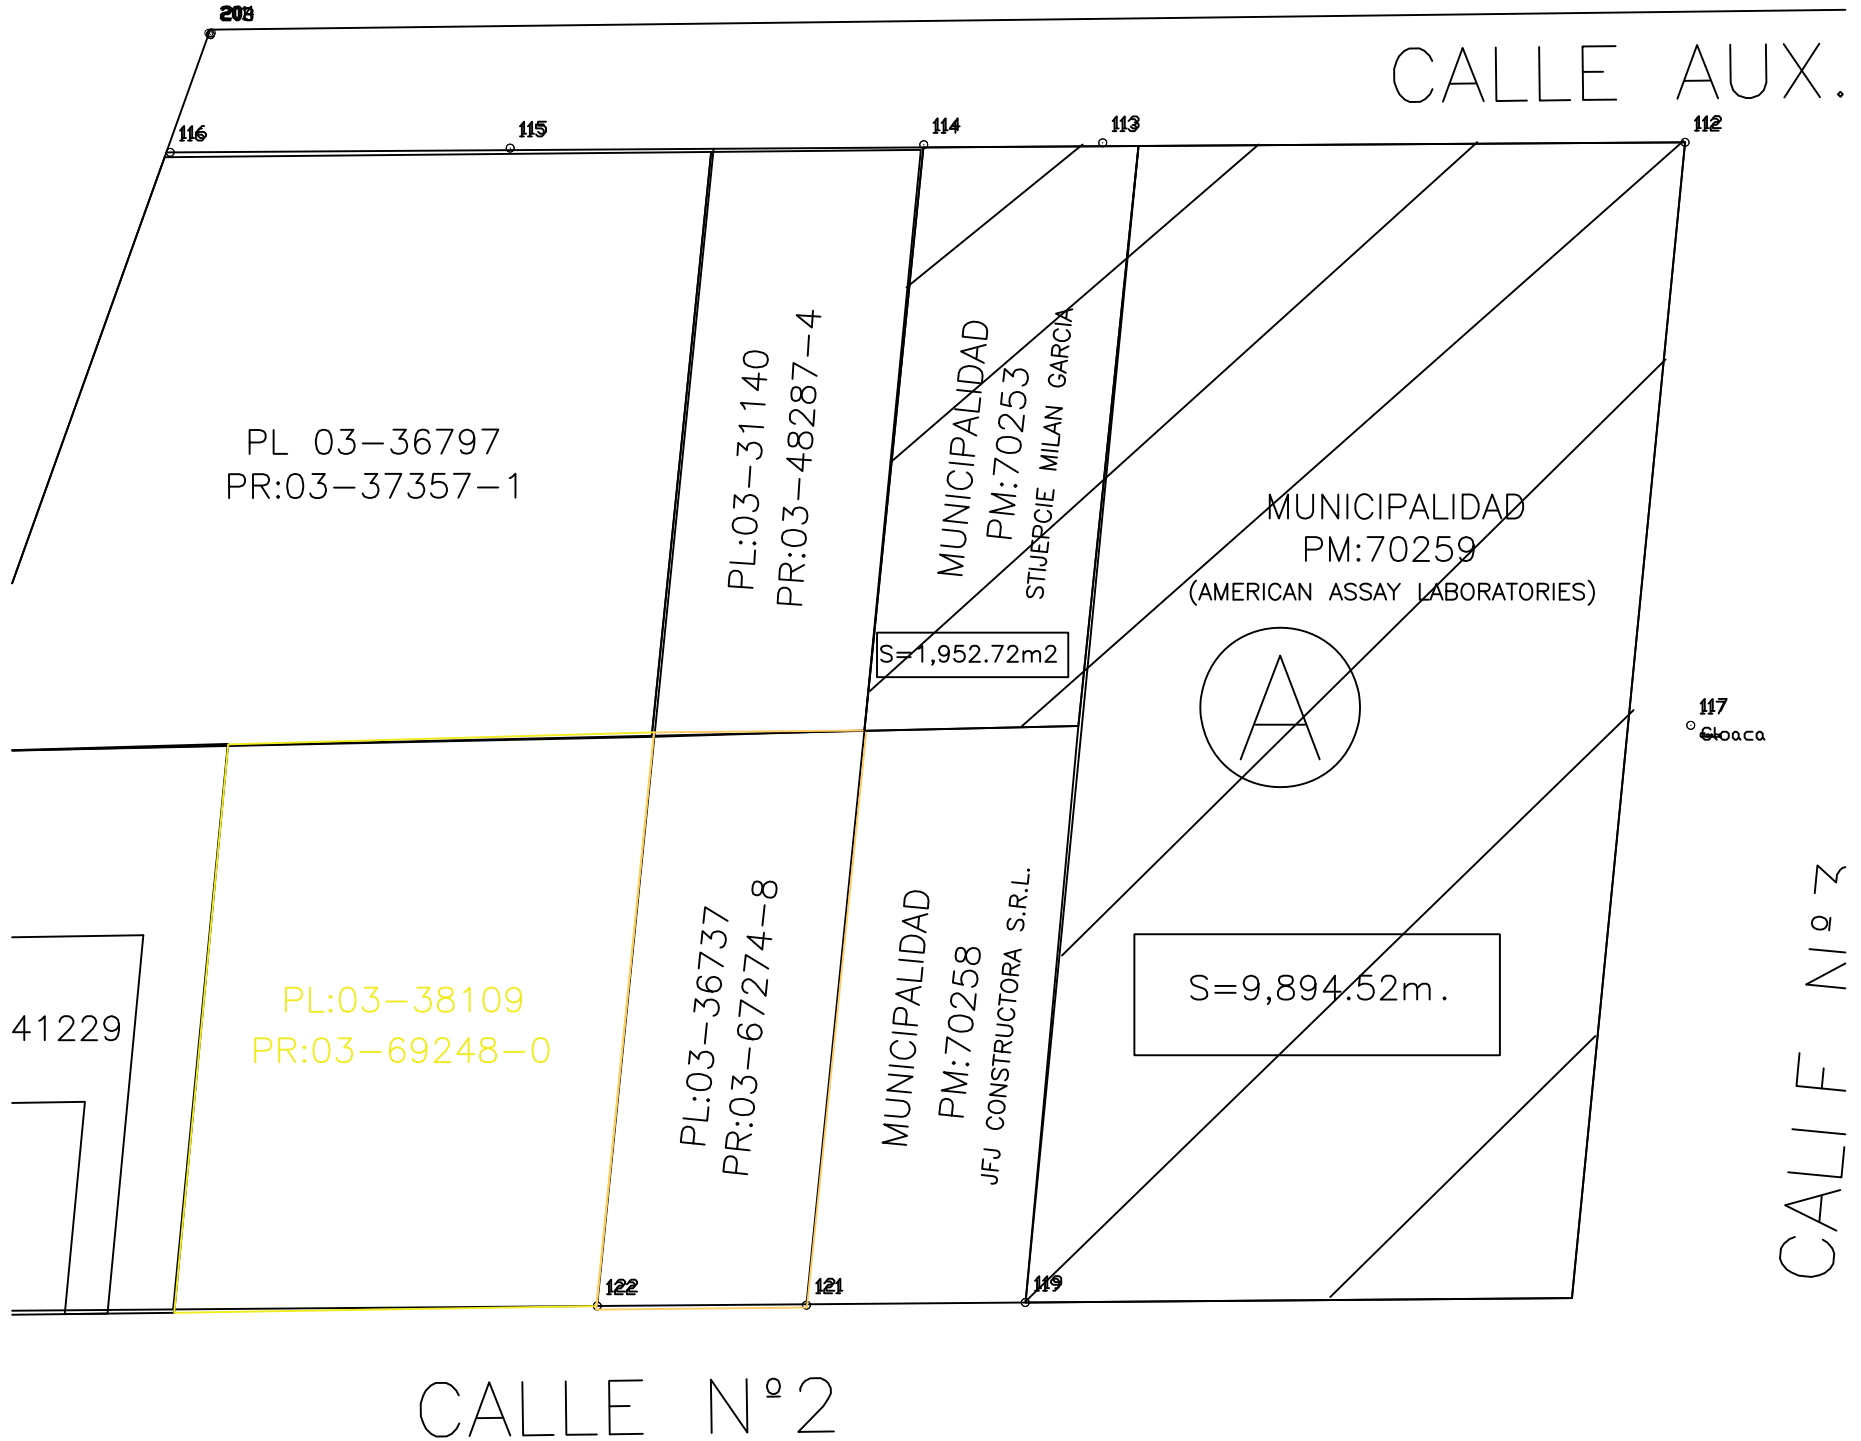 CALLE AUX.
116
115
114
113
112
PL 03-36797
PR:03-37357-1
PL:03-31140
PR:03-48287-4
MUNICIPALIDAD
PM:70253
STIJEPCIE MILAN GARCIA
S=1,952.72m2
MUNICIPALIDAD
PM:70259
(AMERICAN ASSAY LABORATORIES)
A
117
41229
PL:03-38109
PR:03-69248-0
PL:03-36737
PR:03-67274-8
MUNICIPALIDAD
PM:70258
JFJ CONSTRUCTORA S.R.L.
S=9,894.52m.
CALLE Nº3
122
121
119
CALLE Nº2